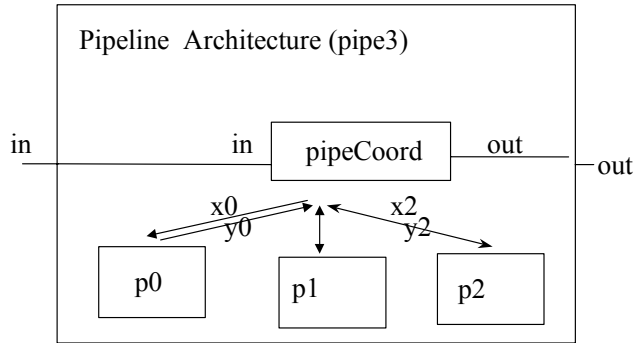 Pipeline Architecture (pipe3)
in
in
pipeCoord
out
out
x0
y0
x2
y2
p0
p1
p2